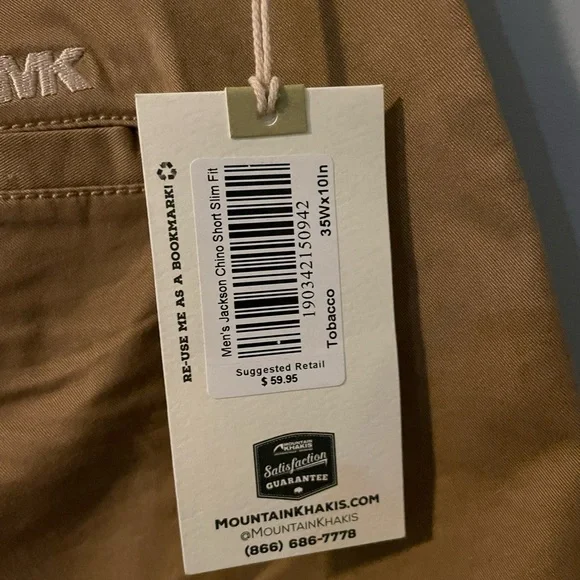 MK
RE-USE ME AS A BOOKMARK!
Men's Jackson Chino Short Slim Fit
190342150942
Tobacco 35Wx10In
Suggested Retail
$ 59.95
MOUNTAIN
KHAKIS
Satisfaction
GUARANTEE
MOUNTAINKHAKIS.COM
@MOUNTAINKHAKIS
(866) 686-7778